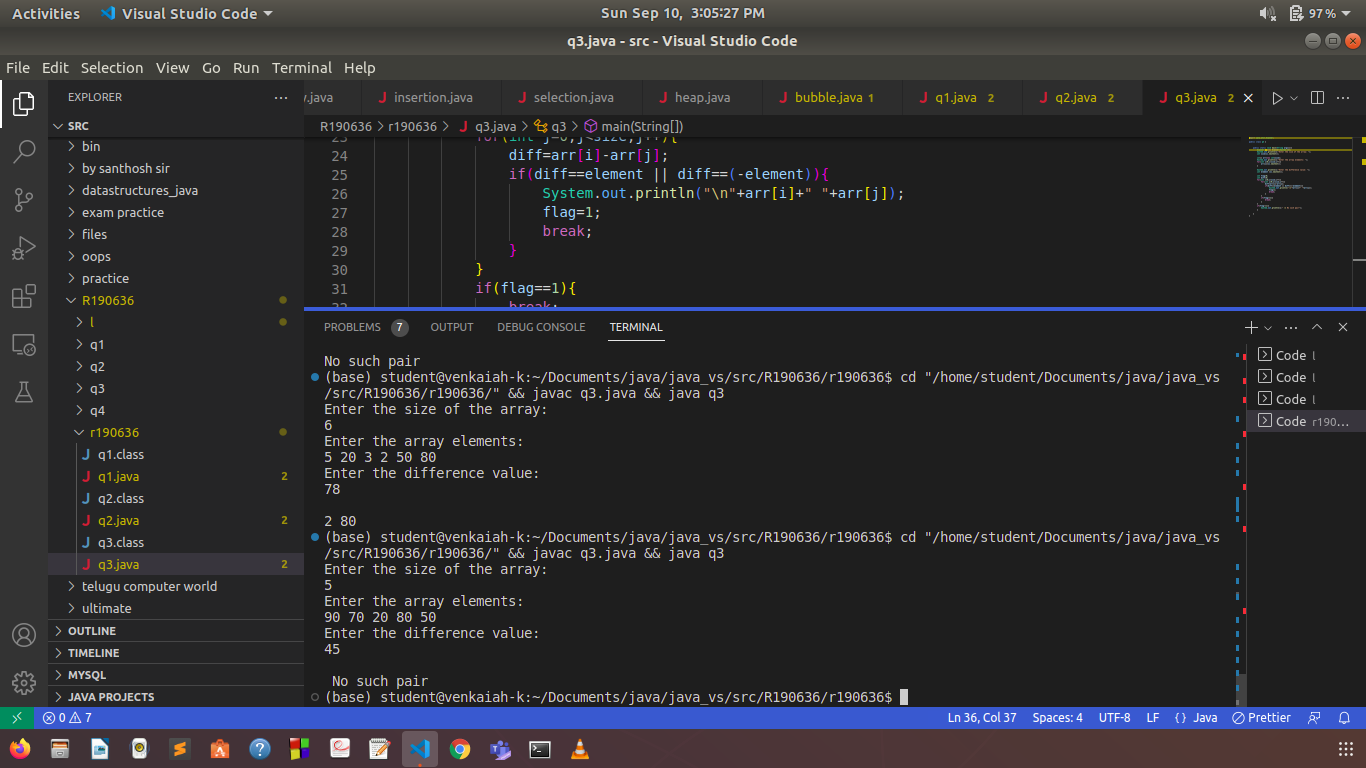 Activities
Visual Studio Code
Sun Sep 10, 3:05:27 PM
97%
q3.java - src - Visual Studio Code
File Edit Selection View Go Run Terminal Help
EXPLORER
SRC
bin
by santhosh sir
datastructures_java
exam practice
files
oops
practice
R190636
l
q1
q2
q3
q4
r190636
q1.class
q1.java 2
q2.class
q2.java 2
q3.class
q3.java 2
telugu computer world
ultimate
OUTLINE
TIMELINE
MYSQL
JAVA PROJECTS
.java insertion.java selection.java heap.java bubble.java 1 q1.java 2 q2.java 2 q3.java 2
R190636 > r190636 > q3.java > q3 > main(String[])
23 for(int j=0;j<size;j++){
24 diff=arr[i]-arr[j];
25 if(diff==element || diff==(-element)){
26 System.out.println("\n"+arr[i]+" "+arr[j]);
27 flag=1;
28 break;
29 }
30 }
31 if(flag==1){
32 break;
PROBLEMS 7 OUTPUT DEBUG CONSOLE TERMINAL
No such pair
(base) student@venkaiah-k:~/Documents/java/java_vs/src/R190636/r190636$ cd "/home/student/Documents/java/java_vs
/src/R190636/r190636/" && javac q3.java && java q3
Enter the size of the array:
6
Enter the array elements:
5 20 3 2 50 80
Enter the difference value:
78
2 80
(base) student@venkaiah-k:~/Documents/java/java_vs/src/R190636/r190636$ cd "/home/student/Documents/java/java_vs
/src/R190636/r190636/" && javac q3.java && java q3
Enter the size of the array:
5
Enter the array elements:
90 70 20 80 50
Enter the difference value:
45
No such pair
(base) student@venkaiah-k:~/Documents/java/java_vs/src/R190636/r190636$
Code l
Code l
Code l
Code r190...
0 7
Ln 36, Col 37 Spaces: 4 UTF-8 LF {} Java Prettier